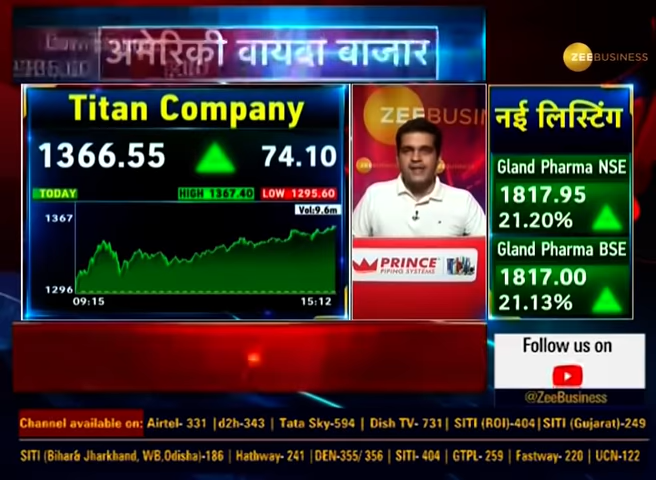 अमेरिकी वायदा बाजार
ZEEBUSINESS
Titan Company
1366.55 74.10
TODAY HIGH 1367.40 LOW 1295.60
Vol:9.6m
1367
1296
09:15 15:12
ZEEBUSIN
PRINCE
PIPING SYSTEMS
नई लिस्टिंग
Gland Pharma NSE
1817.95
21.20%
Gland Pharma BSE
1817.00
21.13%
Follow us on
@ZeeBusiness
Channel available on: Airtel- 331 | d2h-343 | Tata Sky-594 | Dish TV- 731 | SITI (ROI)-404 | SITI (Gujarat)-249
SITI (Bihar& Jharkhand, WB,Odisha)-186 | Hathway- 241 | DEN-355/ 356 | SITI- 404 | GTPL- 259 | Fastway- 220 | UCN-122